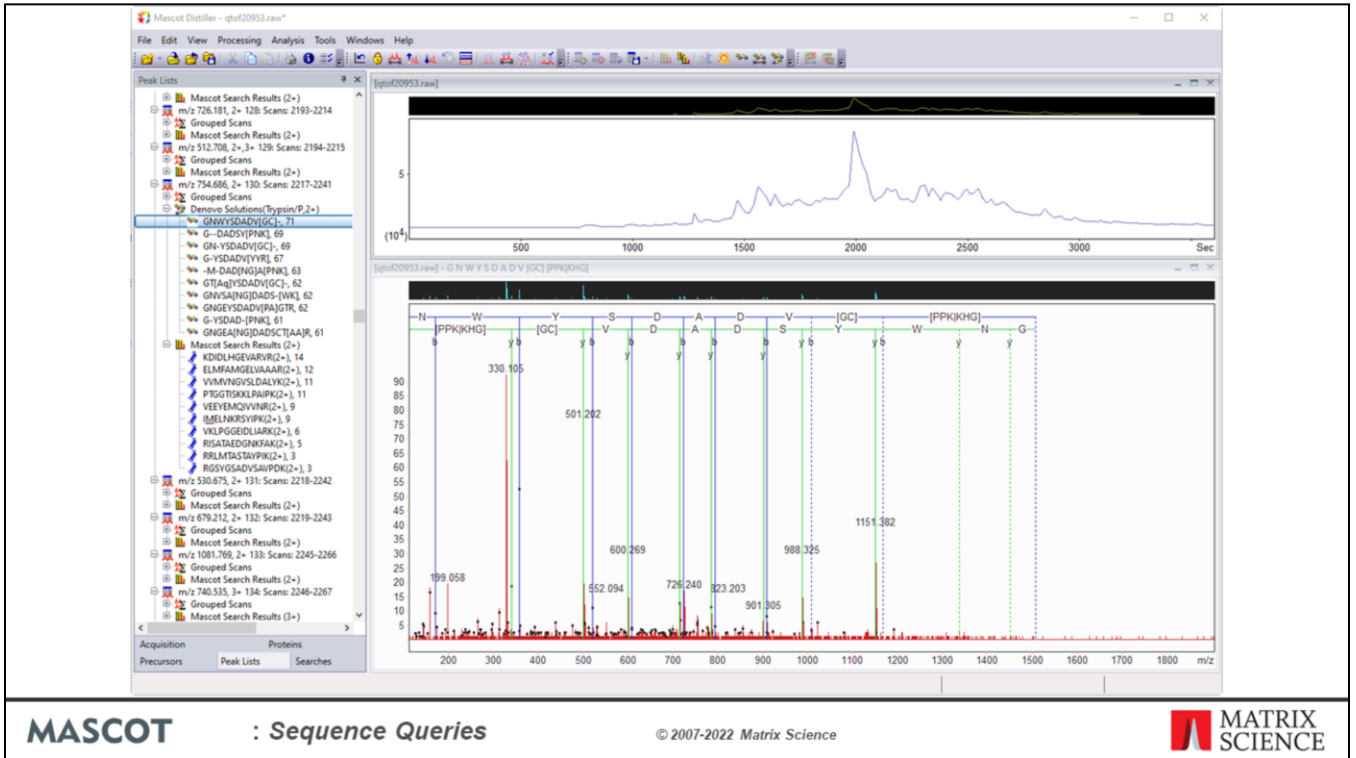 Mascot Distiller - qtof20953.raw*
File Edit View Processing Analysis Tools Windows Help
Peak Lists
Mascot Search Results (2+)
m/z 726.181, 2+ 128: Scans: 2193-2214
Grouped Scans
Mascot Search Results (2+)
m/z 512.708, 2+,3+ 129: Scans: 2194-2215
Grouped Scans
Mascot Search Results (2+)
m/z 754.686, 2+ 130: Scans: 2217-2241
Grouped Scans
Denovo Solutions(Trypsin/P,2+)
GNWYSDADV[GC]-, 71
G--DADSY[PNK], 69
GN-YSDADV[GC]-, 69
G-YSDADV[YYR], 67
-M-DAD[NG]A[PNK], 63
GT[Aq]YSDADV[GC]-, 62
GNVSA[NG]DADS-[WK], 62
GNGEYSDADV[PA]GTR, 62
G-YSDAD-[PNK], 61
GNGEA[NG]DADSCT[AA]R, 61
Mascot Search Results (2+)
KDIDLHGEVARVR(2+), 14
ELMFAMGELVAAAR(2+), 12
VVMVNGVSLDALYK(2+), 11
PTGGTISKKLPAIPK(2+), 11
VEEYEMQIVVNR(2+), 9
IMELNKRSYIPK(2+), 9
VKLPGGEIDLIARK(2+), 6
RISATAEDGNKFAK(2+), 5
RRLMTASTAYPIK(2+), 3
RGSYGSADVSAVPDK(2+), 3
m/z 530.675, 2+ 131: Scans: 2218-2242
Grouped Scans
Mascot Search Results (2+)
m/z 679.212, 2+ 132: Scans: 2219-2243
Grouped Scans
Mascot Search Results (2+)
m/z 1081.769, 2+ 133: Scans: 2245-2266
Grouped Scans
Mascot Search Results (2+)
m/z 740.535, 3+ 134: Scans: 2246-2267
Grouped Scans
Mascot Search Results (3+)
Acquisition Proteins
Precursors Peak Lists Searches
[qtof20953.raw]
5
(10⁴)
500 1000 1500 2000 2500 3000 Sec
[qtof20953.raw] - G N W Y S D A D V [GC] [PPK|KHG]
N W Y S D A D V [GC] [PPK|KHG]
[PPK|KHG] [GC] V D A D S Y W N G
b y b y b y b y b y b y b y b y b y y
330.105
90
85
80
501.202
75
70
65
60
55
50
45
40
1151.382
35
30
600.269
988.325
25
20
199.058
552.094
726.240
823.203
15
901.305
10
5
200 300 400 500 600 700 800 900 1000 1100 1200 1300 1400 1500 1600 1700 1800 m/z
MASCOT : Sequence Queries © 2007-2022 Matrix Science MATRIX
SCIENCE